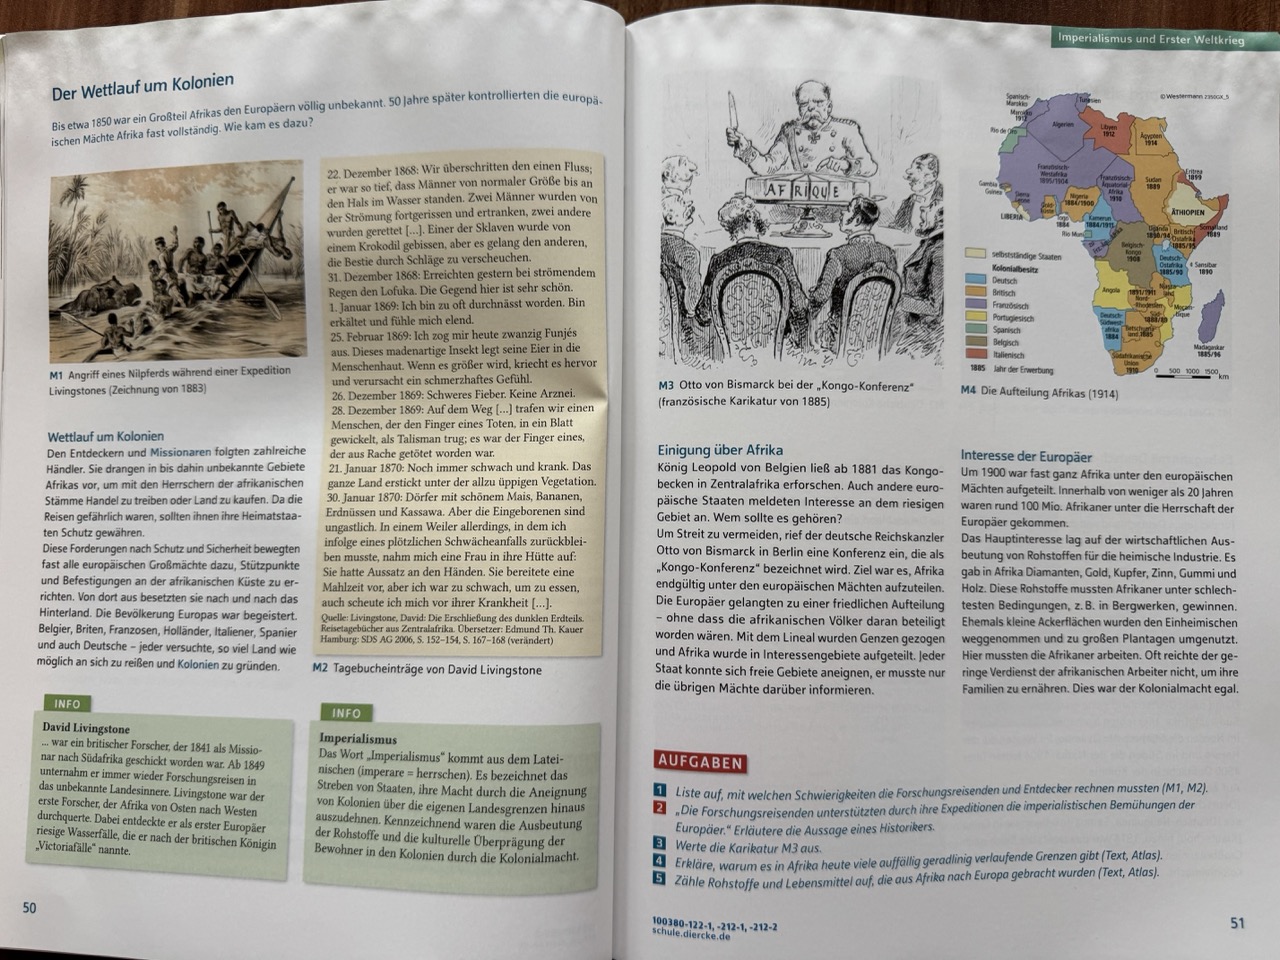 Der Wettlauf um Kolonien
Bis etwa 1850 war ein Großteil Afrikas den Europäern völlig unbekannt. 50 Jahre später kontrollierten die europä-
ischen Mächte Afrika fast vollständig. Wie kam es dazu?
M1 Angriff eines Nilpferds während einer Expedition
Livingstones (Zeichnung von 1883)
Wettlauf um Kolonien
Den Entdeckern und Missionaren folgten zahlreiche
Händler. Sie drangen in bis dahin unbekannte Gebiete
Afrikas vor, um mit den Herrschern der afrikanischen
Stämme Handel zu treiben oder Land zu kaufen. Da die
Reisen gefährlich waren, sollten ihnen ihre Heimatstaa-
ten Schutz gewähren.
Diese Forderungen nach Schutz und Sicherheit bewegten
fast alle europäischen Großmächte dazu, Stützpunkte
und Befestigungen an der afrikanischen Küste zu er-
richten. Von dort aus besetzten sie nach und nach das
Hinterland. Die Bevölkerung Europas war begeistert.
Belgier, Briten, Franzosen, Holländer, Italiener, Spanier
und auch Deutsche – jeder versuchte, so viel Land wie
möglich an sich zu reißen und Kolonien zu gründen.
22. Dezember 1868: Wir überschritten den einen Fluss;
er war so tief, dass Männer von normaler Größe bis an
den Hals im Wasser standen. Zwei Männer wurden von
der Strömung fortgerissen und ertranken, zwei andere
wurden gerettet [...]. Einer der Sklaven wurde von
einem Krokodil gebissen, aber es gelang den anderen,
die Bestie durch Schläge zu verscheuchen.
31. Dezember 1868: Erreichten gestern bei strömendem
Regen den Lofuka. Die Gegend hier ist sehr schön.
1. Januar 1869: Ich bin zu oft durchnässt worden. Bin
erkältet und fühle mich elend.
25. Februar 1869: Ich zog mir heute zwanzig Funjés
aus. Dieses madenartige Insekt legt seine Eier in die
Menschenhaut. Wenn es größer wird, kriecht es hervor
und verursacht ein schmerzhaftes Gefühl.
26. Dezember 1869: Schweres Fieber. Keine Arznei.
28. Dezember 1869: Auf dem Weg [...] trafen wir einen
Menschen, der den Finger eines Toten, in ein Blatt
gewickelt, als Talisman trug; es war der Finger eines,
der aus Rache getötet worden war.
21. Januar 1870: Noch immer schwach und krank. Das
ganze Land erstickt unter der allzu üppigen Vegetation.
30. Januar 1870: Dörfer mit schönem Mais, Bananen,
Erdnüssen und Kassawa. Aber die Eingeborenen sind
ungastlich. In einem Weiler allerdings, in dem ich
infolge eines plötzlichen Schwächeanfalls zurückblei-
ben musste, nahm mich eine Frau in ihre Hütte auf:
Sie hatte Aussatz an den Händen. Sie bereitete eine
Mahlzeit vor, aber ich war zu schwach, um zu essen,
auch scheute ich mich vor ihrer Krankheit [...].
Quelle: Livingstone, David: Die Erschließung des dunklen Erdteils.
Reisetagebücher aus Zentralafrika. Übersetzer: Edmund Th. Kauer
Hamburg: SDS AG 2006, S. 152–154, S. 167–168 (verändert)
M2 Tagebucheinträge von David Livingstone
INFO
David Livingstone
... war ein britischer Forscher, der 1841 als Missio-
nar nach Südafrika geschickt worden war. Ab 1849
unternahm er immer wieder Forschungsreisen in
das unbekannte Landesinnere. Livingstone war der
erste Forscher, der Afrika von Osten nach Westen
durchquerte. Dabei entdeckte er als erster Europäer
riesige Wasserfälle, die er nach der britischen Königin
„Victoriafälle“ nannte.
INFO
Imperialismus
Das Wort „Imperialismus“ kommt aus dem Latei-
nischen (imperare = herrschen). Es bezeichnet das
Streben von Staaten, ihre Macht durch die Aneignung
von Kolonien über die eigenen Landesgrenzen hinaus
auszudehnen. Kennzeichnend waren die Ausbeutung
der Rohstoffe und die kulturelle Überprägung der
Bewohner in den Kolonien durch die Kolonialmacht.
50
Imperialismus und Erster Weltkrieg
AFRIQUE
M3 Otto von Bismarck bei der „Kongo-Konferenz“
(französische Karikatur von 1885)
© Westermann 2350GX_5
Spanisch-
Marokko
Marokko
1912
Tunesien
Rio de Oro
Algerien
Libyen
1912
Ägypten
1914
Französisch-
Westafrika
1895/1904
Französisch-
Äquatorial-
Afrika
1910
Sudan
1889
Eritrea
1899
Gambia
Guinea
Sierra
Leone
LIBERIA
Gold-
küste
Togo
1884
Nigeria
1884/1900
Kamerun
1884/1911
Rio Muni
ÄTHIOPIEN
Somaliland
1889
Uganda
1890/94
Britisch-
Ostafrika
1885/95
Belgisch-
Kongo
1908
Deutsch-
Ostafrika
1885/90
Sansibar
1890
Angola
1891/1911
Nord-
Rhodesien
Süd-
Mosam-
bique
Deutsch-
Südwest-
afrika
1884
Betschuana-
land 1885
Südafrikanische
Union
1910
Madagaskar
1885/96
selbstständige Staaten
Kolonialbesitz
Deutsch
Britisch
Französisch
Portugiesisch
Spanisch
Belgisch
Italienisch
1885 Jahr der Erwerbung
0 500 1000 1500 km
M4 Die Aufteilung Afrikas (1914)
Einigung über Afrika
König Leopold von Belgien ließ ab 1881 das Kongo-
becken in Zentralafrika erforschen. Auch andere euro-
päische Staaten meldeten Interesse an dem riesigen
Gebiet an. Wem sollte es gehören?
Um Streit zu vermeiden, rief der deutsche Reichskanzler
Otto von Bismarck in Berlin eine Konferenz ein, die als
„Kongo-Konferenz“ bezeichnet wird. Ziel war es, Afrika
endgültig unter den europäischen Mächten aufzuteilen.
Die Europäer gelangten zu einer friedlichen Aufteilung
– ohne dass die afrikanischen Völker daran beteiligt
worden wären. Mit dem Lineal wurden Genzen gezogen
und Afrika wurde in Interessengebiete aufgeteilt. Jeder
Staat konnte sich freie Gebiete aneignen, er musste nur
die übrigen Mächte darüber informieren.
Interesse der Europäer
Um 1900 war fast ganz Afrika unter den europäischen
Mächten aufgeteilt. Innerhalb von weniger als 20 Jahren
waren rund 100 Mio. Afrikaner unter die Herrschaft der
Europäer gekommen.
Das Hauptinteresse lag auf der wirtschaftlichen Aus-
beutung von Rohstoffen für die heimische Industrie. Es
gab in Afrika Diamanten, Gold, Kupfer, Zinn, Gummi und
Holz. Diese Rohstoffe mussten Afrikaner unter schlech-
testen Bedingungen, z. B. in Bergwerken, gewinnen.
Ehemals kleine Ackerflächen wurden den Einheimischen
weggenommen und zu großen Plantagen umgenutzt.
Hier mussten die Afrikaner arbeiten. Oft reichte der ge-
ringe Verdienst der afrikanischen Arbeiter nicht, um ihre
Familien zu ernähren. Dies war der Kolonialmacht egal.
AUFGABEN
1 Liste auf, mit welchen Schwierigkeiten die Forschungsreisenden und Entdecker rechnen mussten (M1, M2).
2 „Die Forschungsreisenden unterstützten durch ihre Expeditionen die imperialistischen Bemühungen der
Europäer.“ Erläutere die Aussage eines Historikers.
3 Werte die Karikatur M3 aus.
4 Erkläre, warum es in Afrika heute viele auffällig geradlinig verlaufende Grenzen gibt (Text, Atlas).
5 Zähle Rohstoffe und Lebensmittel auf, die aus Afrika nach Europa gebracht wurden (Text, Atlas).
100380-122-1, -212-1, -212-2
schule.diercke.de
51